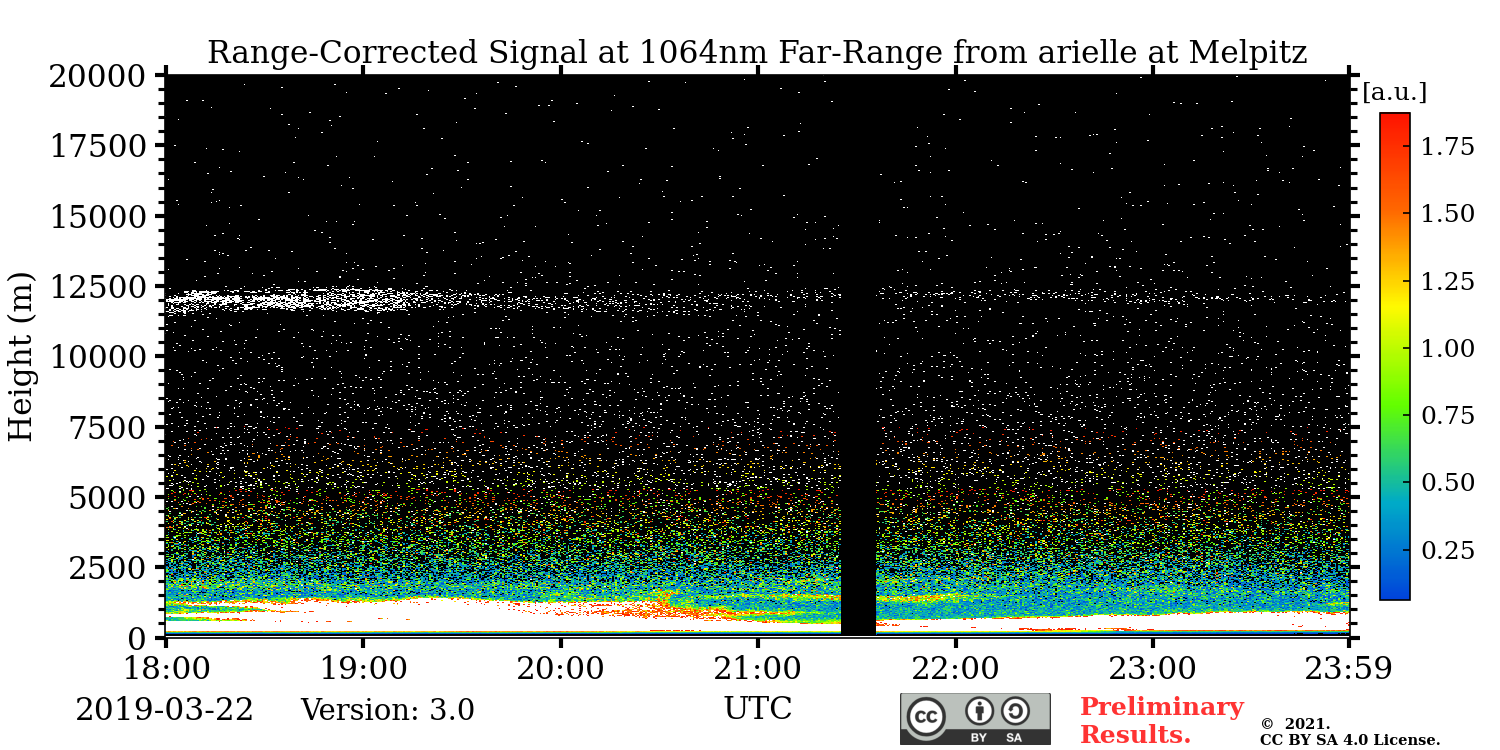 Range-Corrected Signal at 1064nm Far-Range from arielle at Melpitz
[a.u.]
Height (m)
20000
17500
15000
12500
10000
7500
5000
2500
0
1.75
1.50
1.25
1.00
0.75
0.50
0.25
18:00 19:00 20:00 21:00 22:00 23:00 23:59
2019-03-22 Version: 3.0 UTC
cc BY SA
Preliminary
Results.
© 2021.
CC BY SA 4.0 License.